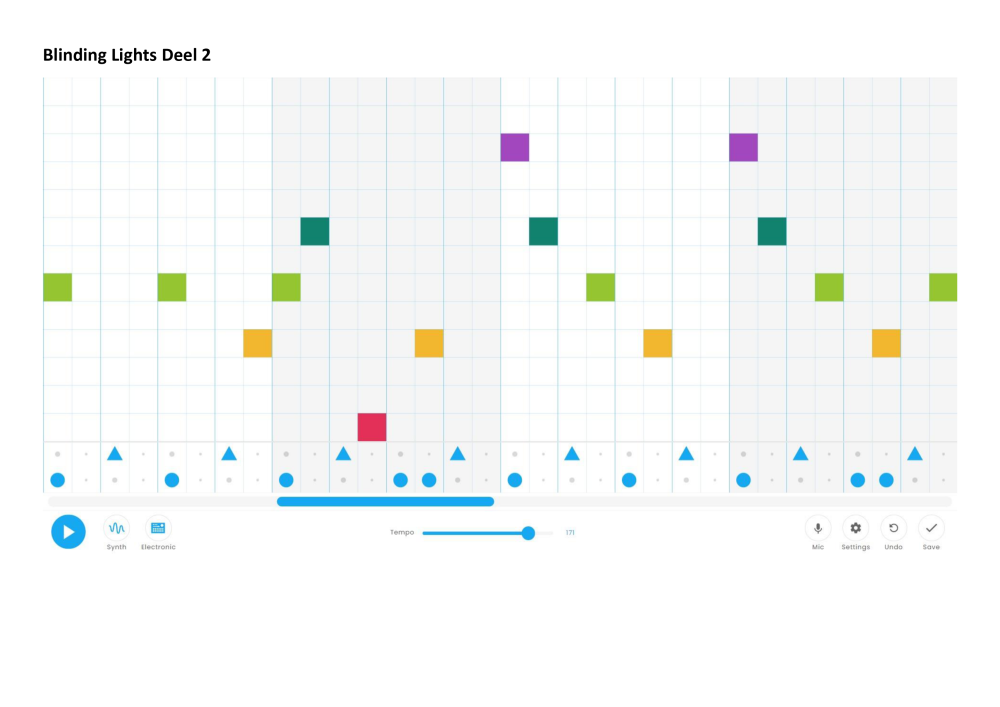 Blinding Lights Deel 2
Tempo 171
Synth Electronic Mic Settings Undo Save